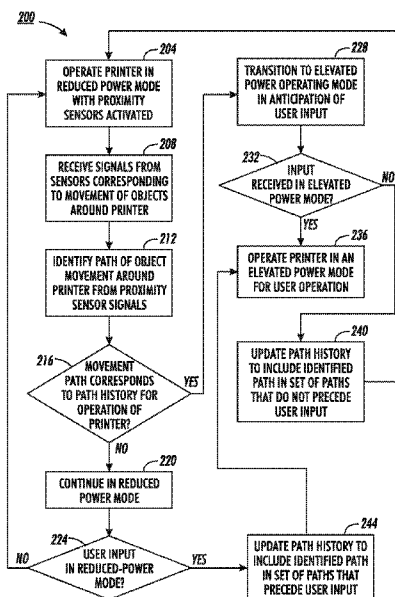 200
204
OPERATE PRINTER IN
REDUCED POWER MODE
WITH PROXIMITY
SENSORS ACTIVATED
208
RECEIVE SIGNALS FROM
SENSORS CORRESPONDING
TO MOVEMENT OF OBJECTS
AROUND PRINTER
212
IDENTIFY PATH OF OBJECT
MOVEMENT AROUND
PRINTER FROM PROXIMITY
SENSOR SIGNALS
216
MOVEMENT
PATH CORRESPONDS
TO PATH HISTORY FOR
OPERATION OF
PRINTER?
YES
NO
220
CONTINUE IN REDUCED
POWER MODE
224
USER INPUT
IN REDUCED-POWER
MODE?
NO
YES
228
TRANSITION TO ELEVATED
POWER OPERATING MODE
IN ANTICIPATION OF
USER INPUT
232
INPUT
RECEIVED IN ELEVATED
POWER MODE?
NO
YES
236
OPERATE PRINTER IN AN
ELEVATED POWER MODE
FOR USER OPERATION
240
UPDATE PATH HISTORY
TO INCLUDE IDENTIFIED
PATH IN SET OF PATHS
THAT DO NOT PRECEDE
USER INPUT
244
UPDATE PATH HISTORY TO
INCLUDE IDENTIFIED PATH
IN SET OF PATHS THAT
PRECEDE USER INPUT